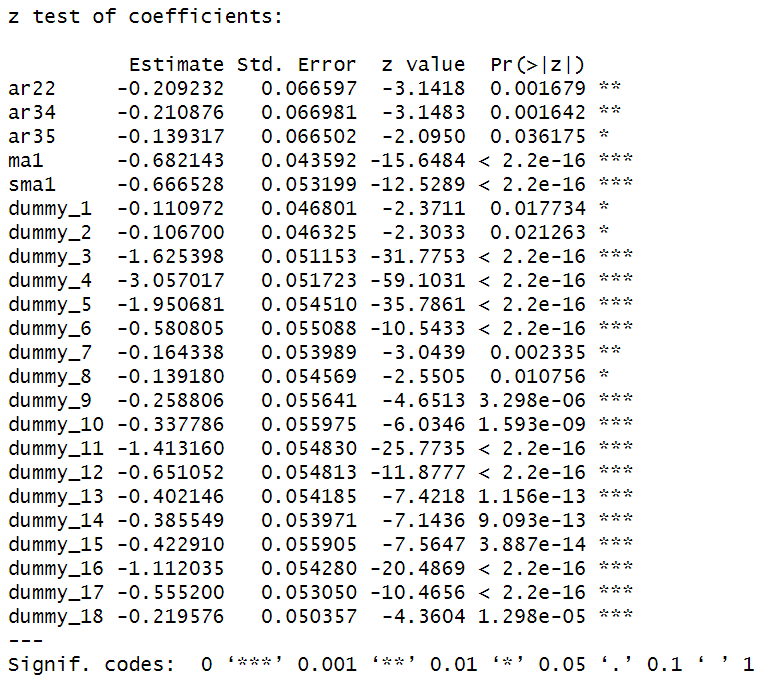 z test of coefficients:

          Estimate Std. Error  z value  Pr(>|z|)
ar22     -0.209232   0.066597  -3.1418  0.001679 **
ar34     -0.210876   0.066981  -3.1483  0.001642 **
ar35     -0.139317   0.066502  -2.0950  0.036175 *
ma1      -0.682143   0.043592 -15.6484 < 2.2e-16 ***
sma1     -0.666528   0.053199 -12.5289 < 2.2e-16 ***
dummy_1  -0.110972   0.046801  -2.3711  0.017734 *
dummy_2  -0.106700   0.046325  -2.3033  0.021263 *
dummy_3  -1.625398   0.051153 -31.7753 < 2.2e-16 ***
dummy_4  -3.057017   0.051723 -59.1031 < 2.2e-16 ***
dummy_5  -1.950681   0.054510 -35.7861 < 2.2e-16 ***
dummy_6  -0.580805   0.055088 -10.5433 < 2.2e-16 ***
dummy_7  -0.164338   0.053989  -3.0439  0.002335 **
dummy_8  -0.139180   0.054569  -2.5505  0.010756 *
dummy_9  -0.258806   0.055641  -4.6513 3.298e-06 ***
dummy_10 -0.337786   0.055975  -6.0346 1.593e-09 ***
dummy_11 -1.413160   0.054830 -25.7735 < 2.2e-16 ***
dummy_12 -0.651052   0.054813 -11.8777 < 2.2e-16 ***
dummy_13 -0.402146   0.054185  -7.4218 1.156e-13 ***
dummy_14 -0.385549   0.053971  -7.1436 9.093e-13 ***
dummy_15 -0.422910   0.055905  -7.5647 3.887e-14 ***
dummy_16 -1.112035   0.054280 -20.4869 < 2.2e-16 ***
dummy_17 -0.555200   0.053050 -10.4656 < 2.2e-16 ***
dummy_18 -0.219576   0.050357  -4.3604 1.298e-05 ***
---
Signif. codes:  0 ‘***’ 0.001 ‘**’ 0.01 ‘*’ 0.05 ‘.’ 0.1 ‘ ’ 1